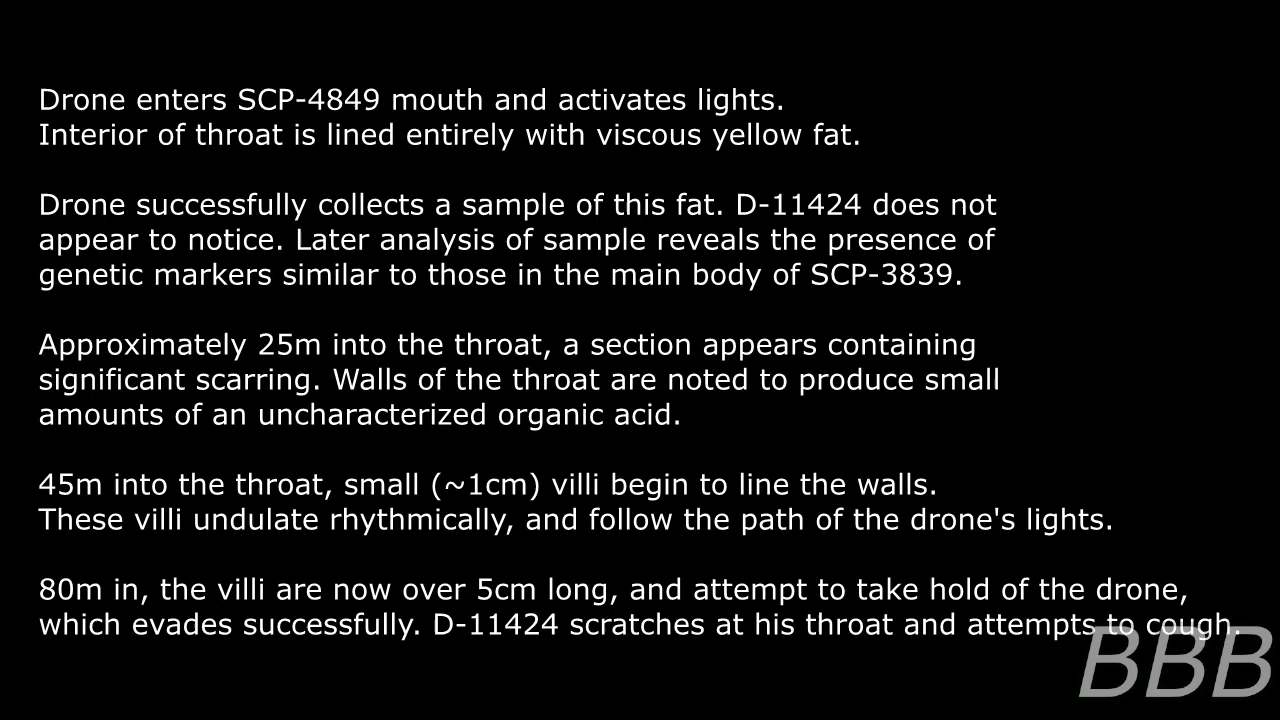 Drone enters SCP-4849 mouth and activates lights.
Interior of throat is lined entirely with viscous yellow fat.
Drone successfully collects a sample of this fat. D-11424 does not
appear to notice. Later analysis of sample reveals the presence of
genetic markers similar to those in the main body of SCP-3839.
Approximately 25m into the throat, a section appears containing
significant scarring. Walls of the throat are noted to produce small
amounts of an uncharacterized organic acid.
45m into the throat, small (~1cm) villi begin to line the walls.
These villi undulate rhythmically, and follow the path of the drone's lights.
80m in, the villi are now over 5cm long, and attempt to take hold of the drone,
which evades successfully. D-11424 scratches at his throat and attempts to cough.
BBB